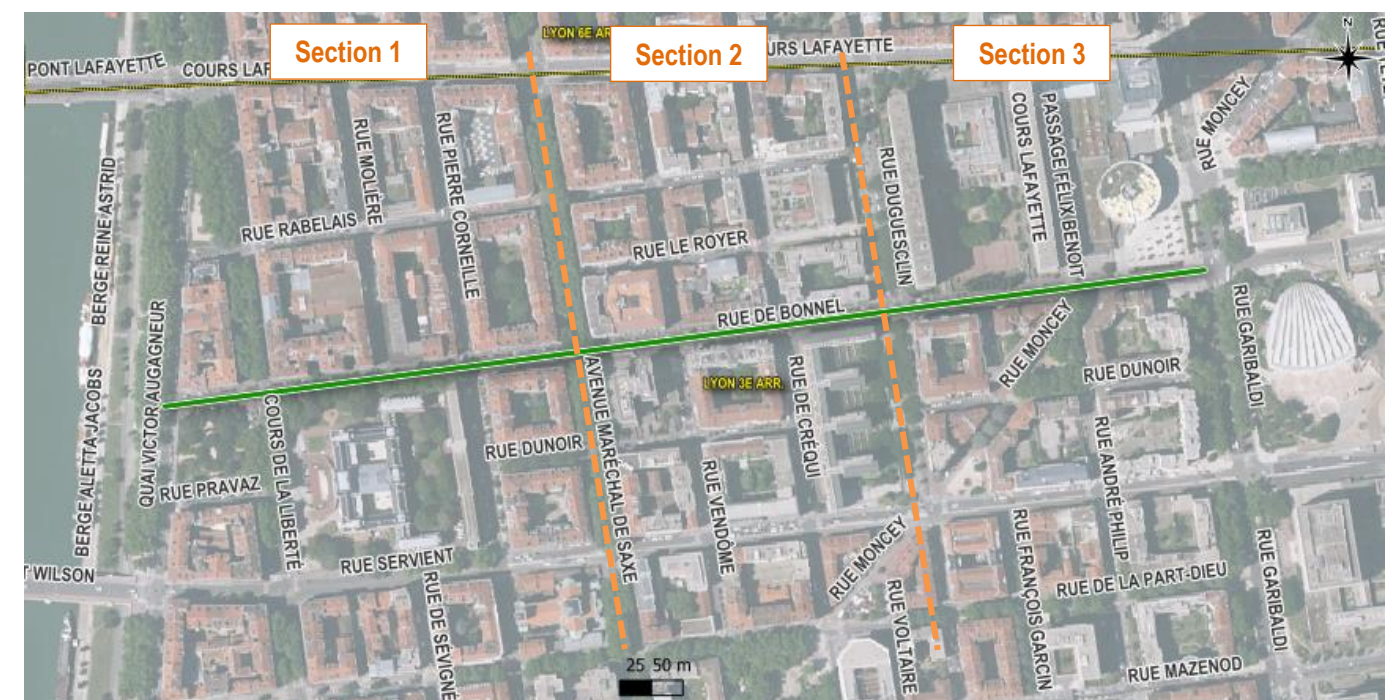 LYON 6E AR
Section 1
Section 2
Section 3
URS LAFAYETTE
PONT LAFAYETTE
COURS LAF
N
RUE MONCEY
PASSAGE FÉLIX BENOIT
COURS LAFAYETTE
RUE MOLIÈRE
RUE PIERRE CORNEILLE
RUE DUGUESCLIN
BERGE REINE ASTRID
RUE RABELAIS
RUE LE ROYER
RUE DE BONNEL
RUE MONCEY
RUE GARIBALDI
QUAI VICTOR AUGAGNEUR
BERGE ALETTA JACOBS
COURS DE LA LIBERTÉ
AVENUE MARÉCHAL DE SAXE
LYON 3E ARR.
RUE DE CRÉQUI
RUE DUNOIR
RUE DUNOIR
RUE ANDRÉ PHILIP
RUE PRAVAZ
RUE VENDÔME
RUE MONCEY
RUE FRANÇOIS GARCIN
RUE GARIBALDI
T WILSON
RUE SERVIENT
RUE DE SÉVIGNÉ
RUE VOLTAIRE
RUE DE LA PART-DIEU
RUE MAZENOD
25 50 m